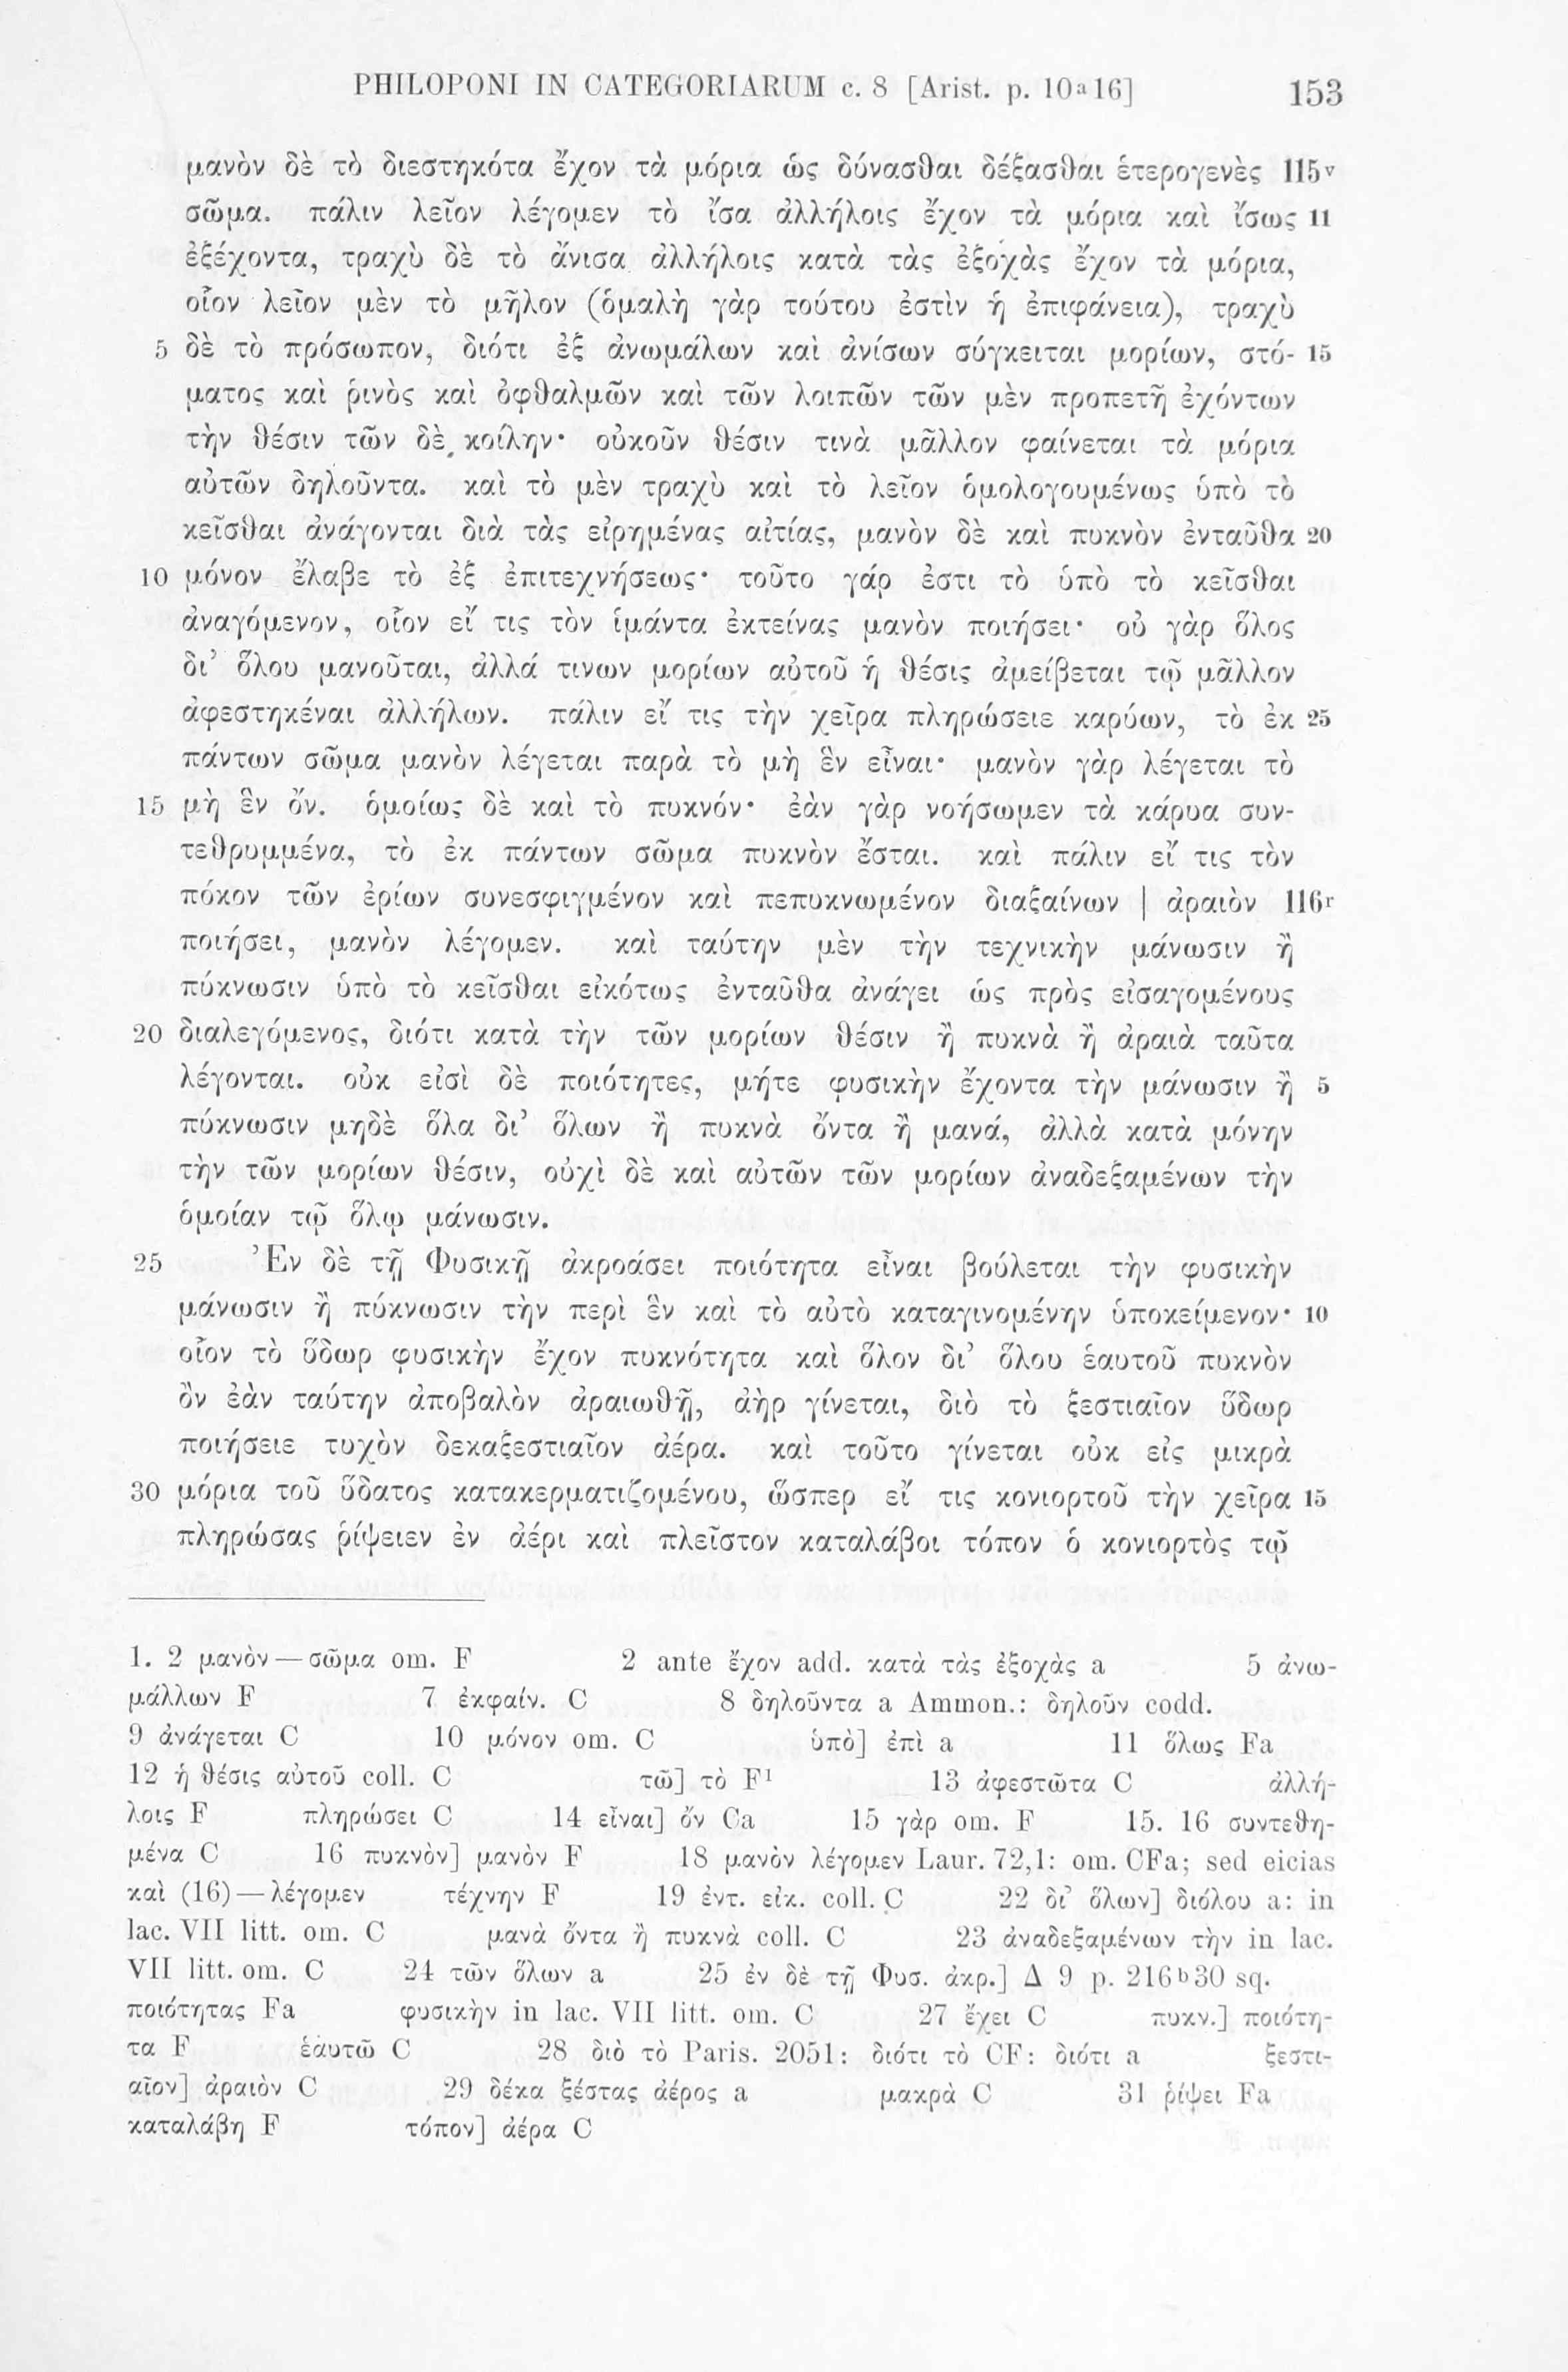 PHILOPONI IN CATEGORIARUM c. 8 [Arist. p. 10ᵃ16] 153
μανὸν δὲ τὸ διεστηκότα ἔχον τὰ μόρια ὡς δύνασθαι δέξασθαι ἑτερογενὲς 115ᵛ
σῶμα. πάλιν λεῖον λέγομεν τὸ ἴσα ἀλλήλοις ἔχον τὰ μόρια καὶ ἴσως 11
ἐξέχοντα, τραχὺ δὲ τὸ ἄνισα ἀλλήλοις κατὰ τὰς ἐξοχὰς ἔχον τὰ μόρια,
οἷον λεῖον μὲν τὸ μῆλον (ὁμαλὴ γὰρ τούτου ἐστὶν ἡ ἐπιφάνεια), τραχὺ
5 δὲ τὸ πρόσωπον, διότι ἐξ ἀνωμάλων καὶ ἀνίσων σύγκειται μορίων, στό- 15
ματος καὶ ῥινὸς καὶ ὀφθαλμῶν καὶ τῶν λοιπῶν τῶν μὲν προπετῆ ἐχόντων
τὴν θέσιν τῶν δὲ κοίλην· οὐκοῦν θέσιν τινὰ μᾶλλον φαίνεται τὰ μόρια
αὐτῶν δηλοῦντα. καὶ τὸ μὲν τραχὺ καὶ τὸ λεῖον ὁμολογουμένως ὑπὸ τὸ
κεῖσθαι ἀνάγονται διὰ τὰς εἰρημένας αἰτίας, μανὸν δὲ καὶ πυκνὸν ἐνταῦθα 20
10 μόνον ἔλαβε τὸ ἐξ ἐπιτεχνήσεως· τοῦτο γάρ ἐστι τὸ ὑπὸ τὸ κεῖσθαι
ἀναγόμενον, οἷον εἴ τις τὸν ἱμάντα ἐκτείνας μανὸν ποιήσει· οὐ γὰρ ὅλος
δι᾽ ὅλου μανοῦται, ἀλλά τινων μορίων αὐτοῦ ἡ θέσις ἀμείβεται τῷ μᾶλλον
ἀφεστηκέναι ἀλλήλων. πάλιν εἴ τις τὴν χεῖρα πληρώσειε καρύων, τὸ ἐκ 25
πάντων σῶμα μανὸν λέγεται παρὰ τὸ μὴ ἓν εἶναι· μανὸν γὰρ λέγεται τὸ
15 μὴ ἓν ὄν. ὁμοίως δὲ καὶ τὸ πυκνόν· ἐὰν γὰρ νοήσωμεν τὰ κάρυα συν-
τεθρυμμένα, τὸ ἐκ πάντων σῶμα πυκνὸν ἔσται. καὶ πάλιν εἴ τις τὸν
πόκον τῶν ἐρίων συνεσφιγμένον καὶ πεπυκνωμένον διαξαίνων | ἀραιὸν 116ʳ
ποιήσει, μανὸν λέγομεν. καὶ ταύτην μὲν τὴν τεχνικὴν μάνωσιν ἢ
πύκνωσιν ὑπὸ τὸ κεῖσθαι εἰκότως ἐνταῦθα ἀνάγει ὡς πρὸς εἰσαγομένους
20 διαλεγόμενος, διότι κατὰ τὴν τῶν μορίων θέσιν ἢ πυκνὰ ἢ ἀραιὰ ταῦτα
λέγονται. οὐκ εἰσὶ δὲ ποιότητες, μήτε φυσικὴν ἔχοντα τὴν μάνωσιν ἢ 5
πύκνωσιν μηδὲ ὅλα δι᾽ ὅλων ἢ πυκνὰ ὄντα ἢ μανά, ἀλλὰ κατὰ μόνην
τὴν τῶν μορίων θέσιν, οὐχὶ δὲ καὶ αὐτῶν τῶν μορίων ἀναδεξαμένων τὴν
ὁμοίαν τῷ ὅλῳ μάνωσιν.
25 Ἐν δὲ τῇ Φυσικῇ ἀκροάσει ποιότητα εἶναι βούλεται τὴν φυσικὴν
μάνωσιν ἢ πύκνωσιν τὴν περὶ ἓν καὶ τὸ αὐτὸ καταγινομένην ὑποκείμενον· 10
οἷον τὸ ὕδωρ φυσικὴν ἔχον πυκνότητα καὶ ὅλον δι᾽ ὅλου ἑαυτοῦ πυκνὸν
ὂν ἐὰν ταύτην ἀποβαλὸν ἀραιωθῇ, ἀὴρ γίνεται, διὸ τὸ ξεστιαῖον ὕδωρ
ποιήσειε τυχὸν δεκαξεστιαῖον ἀέρα. καὶ τοῦτο γίνεται οὐκ εἰς μικρὰ
30 μόρια τοῦ ὕδατος κατακερματιζομένου, ὥσπερ εἴ τις κονιορτοῦ τὴν χεῖρα 15
πληρώσας ῥίψειεν ἐν ἀέρι καὶ πλεῖστον καταλάβοι τόπον ὁ κονιορτὸς τῷ
1. 2 μανὸν — σῶμα om. F 2 ante ἔχον add. κατὰ τὰς ἐξοχὰς a 5 ἀνω-
μάλλων F 7 ἐκφαίν. C 8 δηλοῦντα a Ammon.: δηλοῦν codd.
9 ἀνάγεται C 10 μόνον om. C ὑπὸ] ἐπὶ a 11 ὅλως Fa
12 ἡ θέσις αὐτοῦ coll. C τῶ] τὸ F¹ 13 ἀφεστῶτα C ἀλλή-
λοις F πληρώσει C 14 εἶναι] ὄν Ca 15 γὰρ om. F 15. 16 συντεθη-
μένα C 16 πυκνὸν] μανὸν F 18 μανὸν λέγομεν Laur. 72,1: om. CFa; sed eicias
καὶ (16) — λέγομεν τέχνην F 19 ἐντ. εἰκ. coll. C 22 δι᾽ ὅλων] διόλου a: in
lac. VII litt. om. C μανὰ ὄντα ἢ πυκνὰ coll. C 23 ἀναδεξαμένων τὴν in lac.
VII litt. om. C 24 τῶν ὅλων a 25 ἐν δὲ τῇ Φυσ. ἀκρ.] Δ 9 p. 216ᵇ30 sq.
ποιότητας Fa φυσικὴν in lac. VII litt. om. C 27 ἔχει C πυκν.] ποιότη-
τα F ἑαυτῶ C 28 διὸ τὸ Paris. 2051: διότι τὸ CF: διότι a ξεστι-
αῖον] ἀραιὸν C 29 δέκα ξέστας ἀέρος a μακρὰ C 31 ῥίψει Fa
καταλάβη F τόπον] ἀέρα C